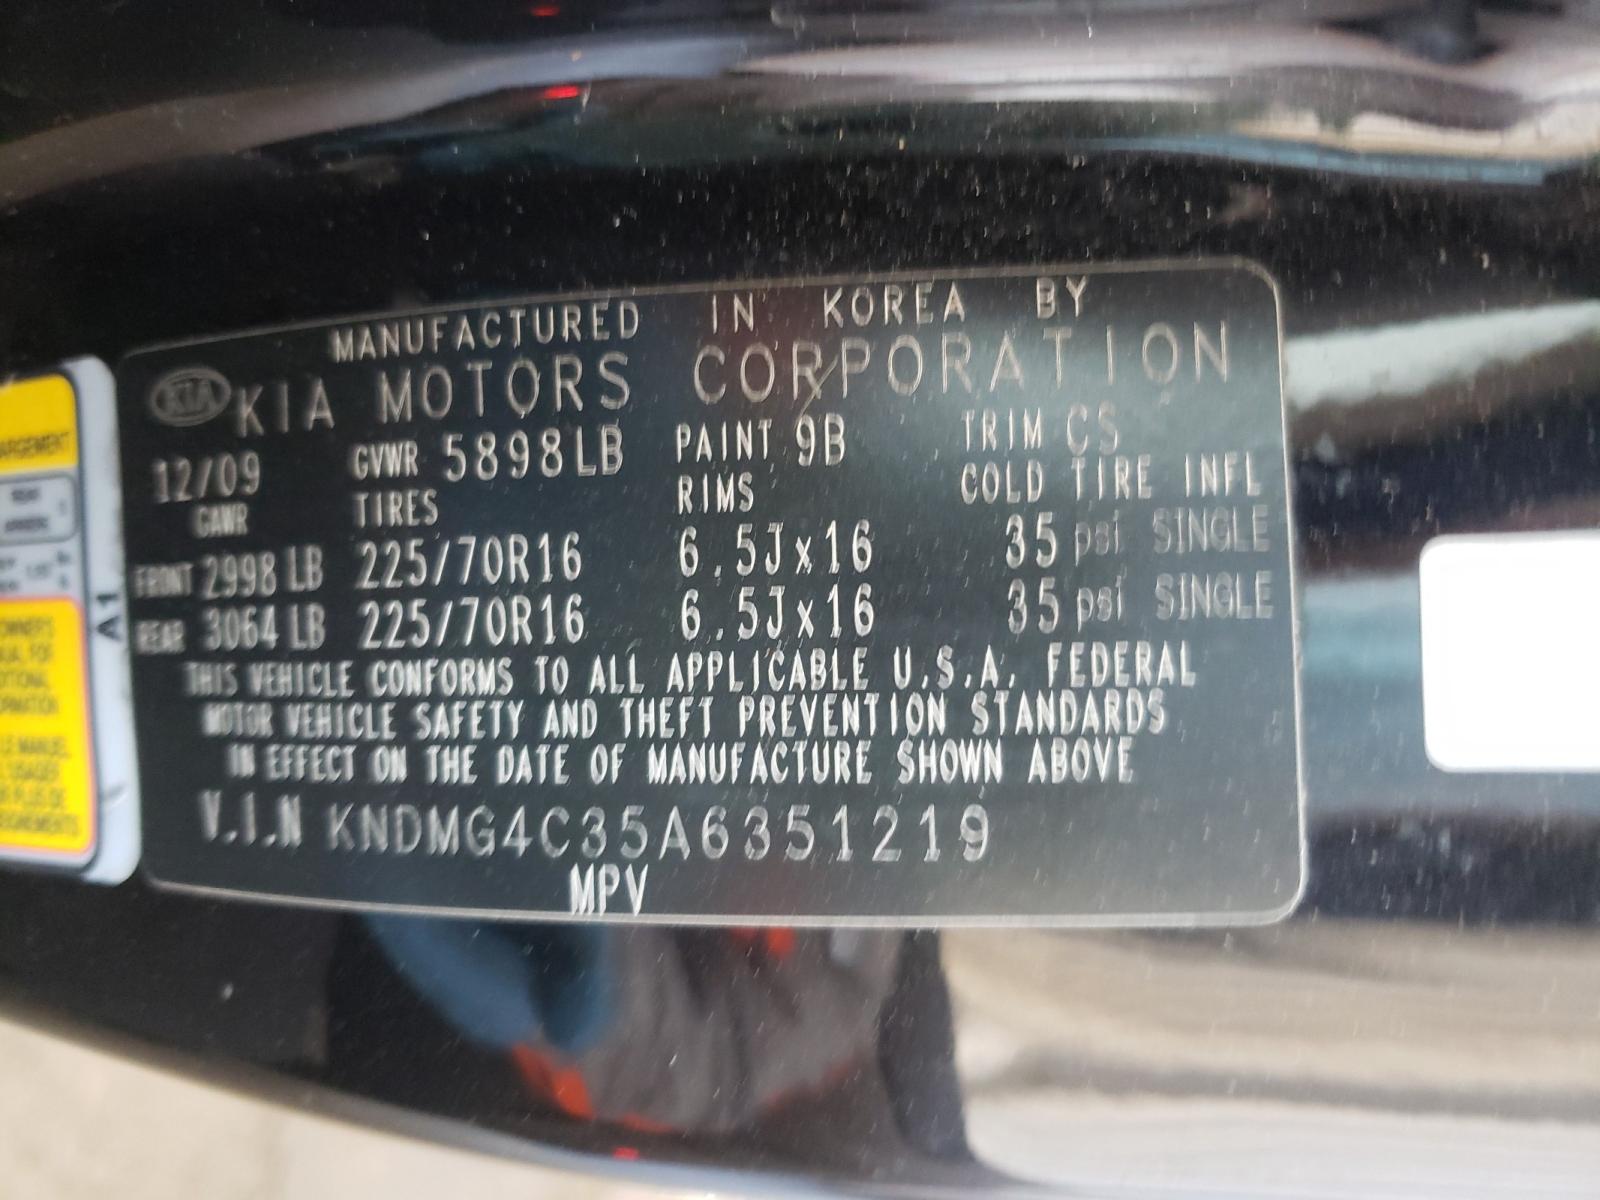 MANUFACTURED IN KOREA BY
KIA KIA MOTORS CORPORATION
12/09 GVWR 5898LB PAINT 9B TRIM CS
GAWR TIRES RIMS COLD TIRE INFL
FRONT 2998 LB 225/70R16 6.5Jx16 35 psi SINGLE
REAR 3064 LB 225/70R16 6.5Jx16 35 psi SINGLE
THIS VEHICLE CONFORMS TO ALL APPLICABLE U.S.A. FEDERAL
MOTOR VEHICLE SAFETY AND THEFT PREVENTION STANDARDS
IN EFFECT ON THE DATE OF MANUFACTURE SHOWN ABOVE
V.I.N KNDMG4C35A6351219
MPV
A1